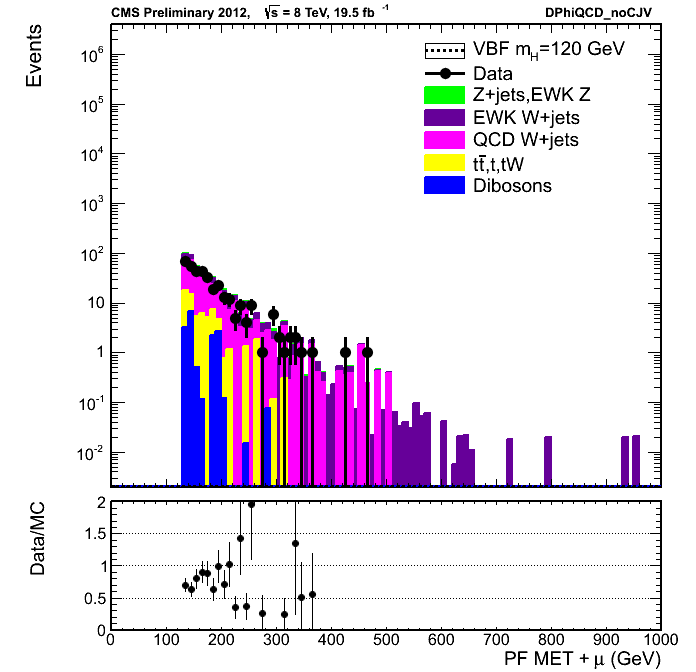 CMS Preliminary 2012, √s = 8 TeV, 19.5 fb⁻¹ DPhiQCD_noCJV
Events
10⁶
10⁵
10⁴
10³
10²
10
1
10⁻¹
10⁻²
VBF m_H=120 GeV
Data
Z+jets,EWK Z
EWK W+jets
QCD W+jets
tt̄,t,tW
Dibosons
Data/MC
2
1.5
1
0.5
0
0 100 200 300 400 500 600 700 800 900 1000
PF MET + μ (GeV)